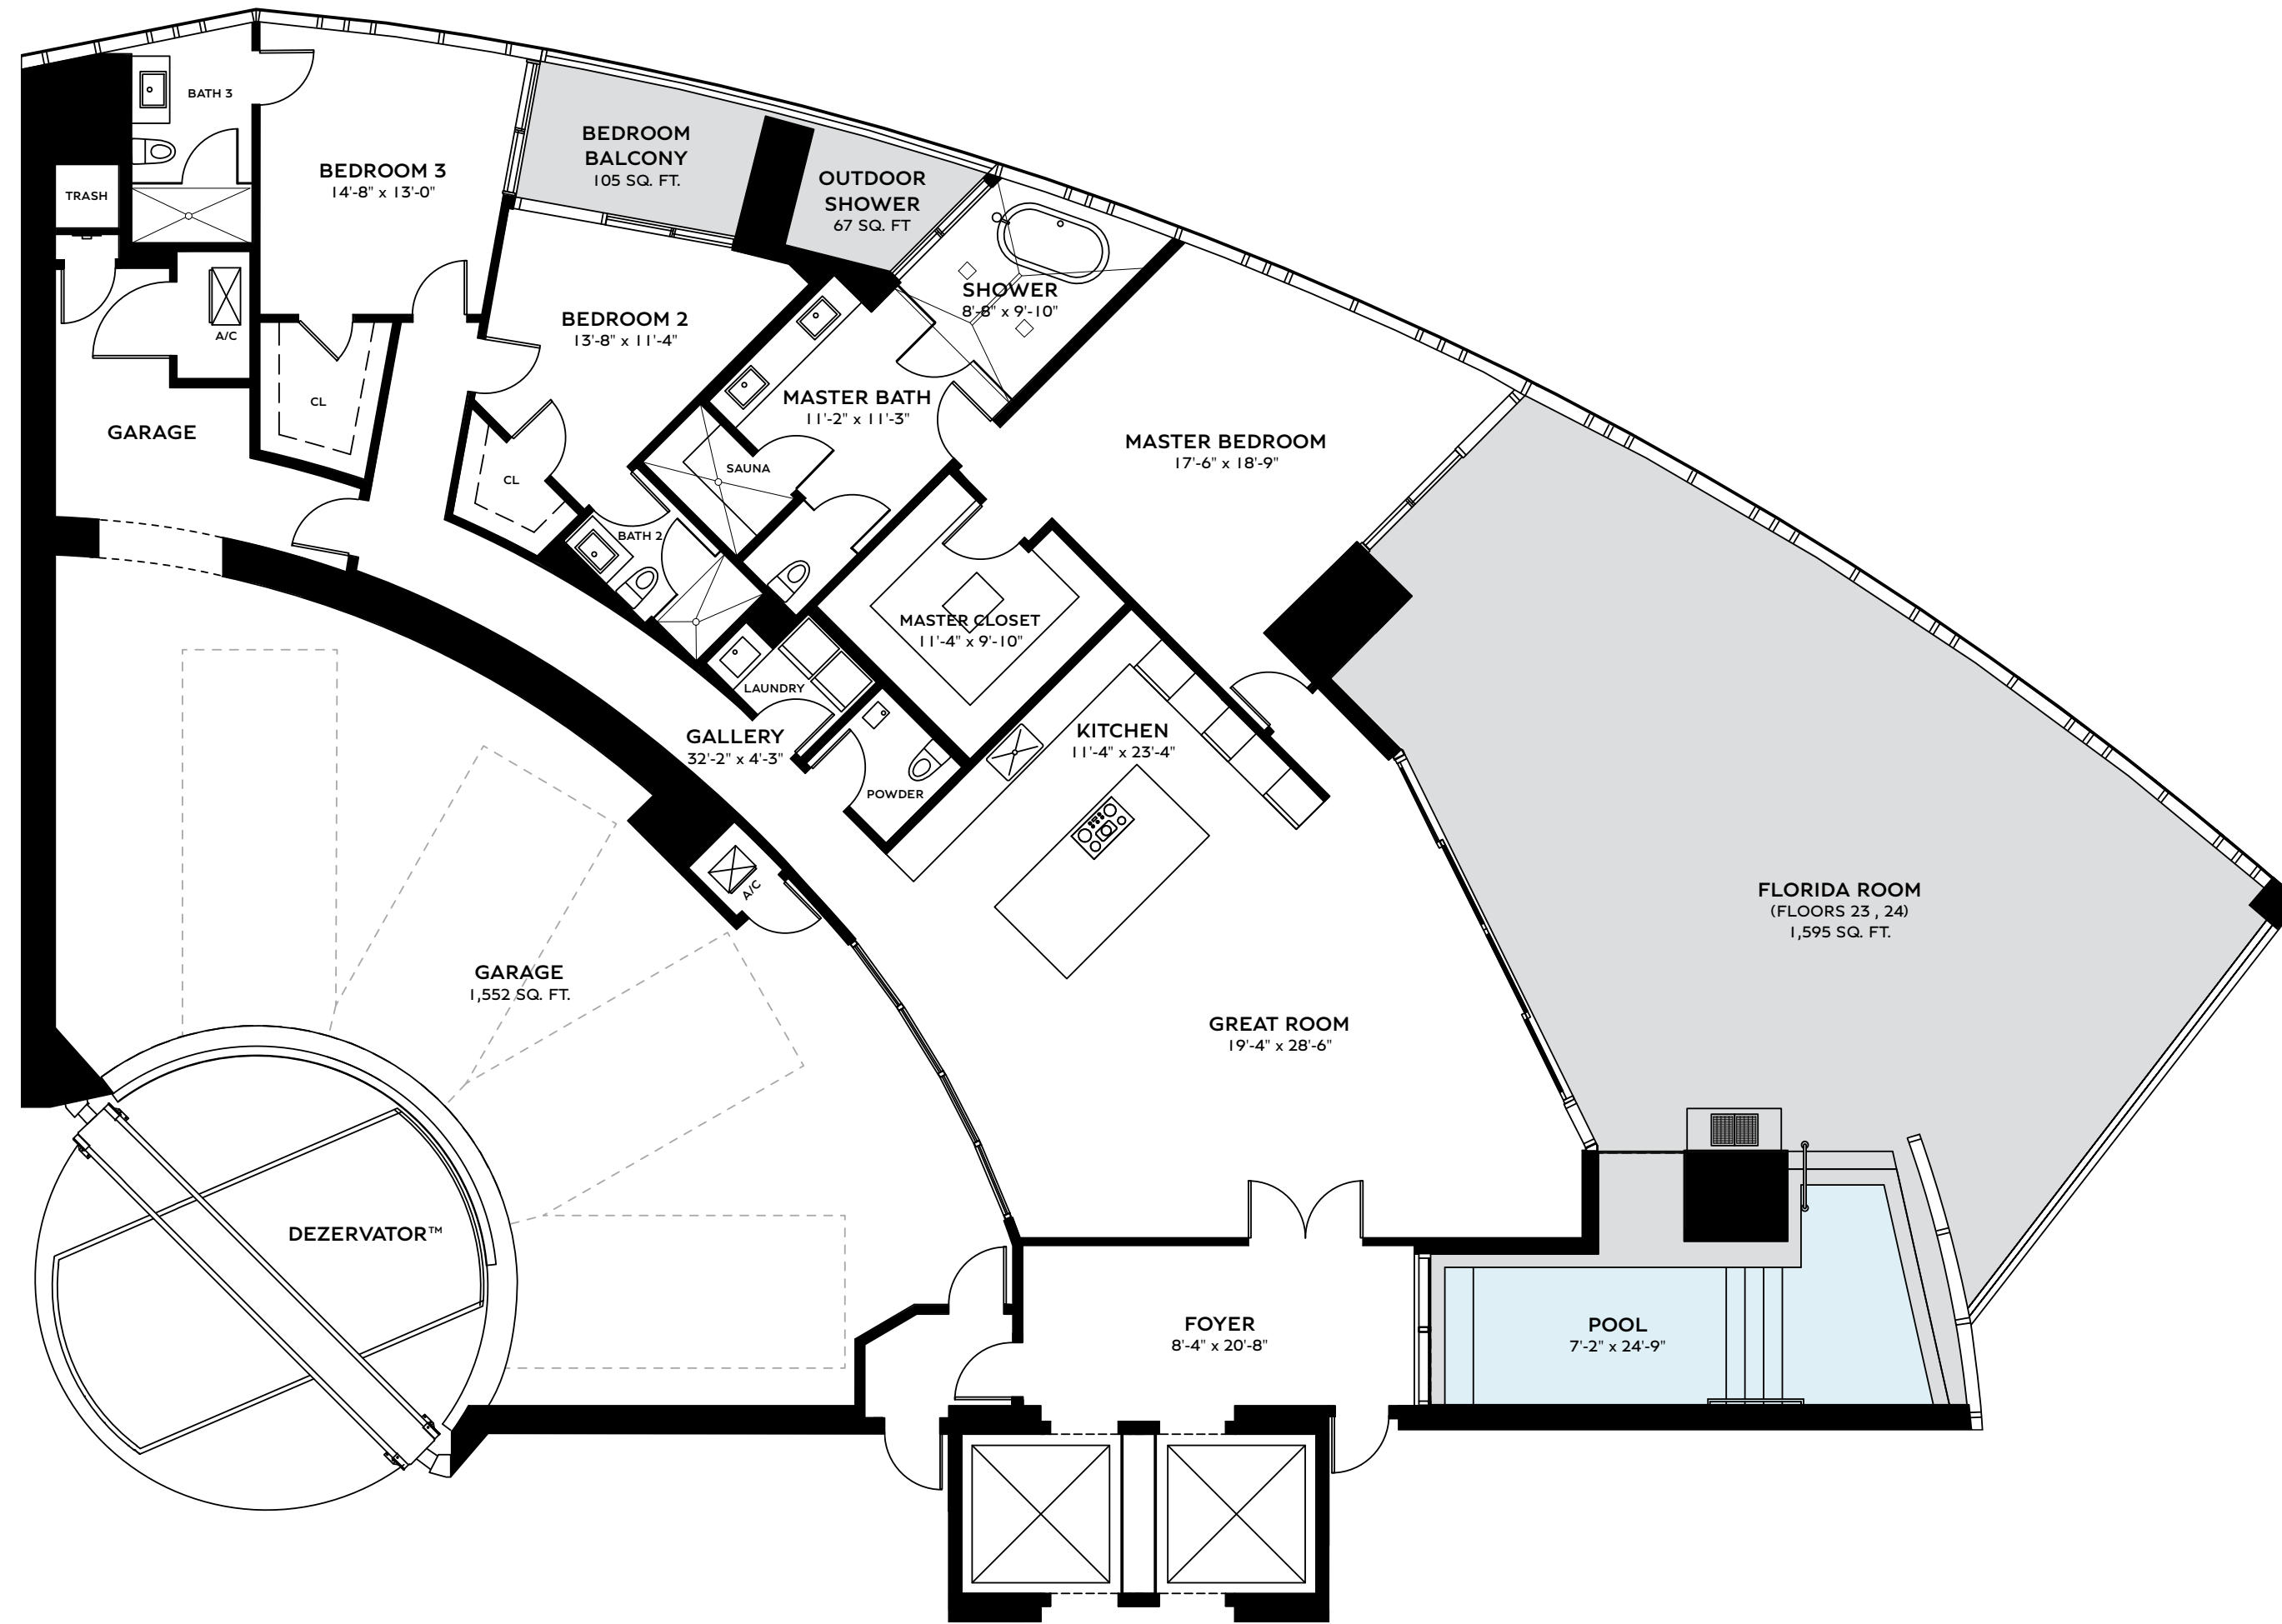 BATH 3
TRASH
A/C
BEDROOM 3
14'-8" x 13'-0"
BEDROOM
BALCONY
105 SQ. FT.
OUTDOOR
SHOWER
67 SQ. FT
SHOWER
8'-8" x 9'-10"
BEDROOM 2
13'-8" x 11'-4"
GARAGE
CL
CL
MASTER BATH
11'-2" x 11'-3"
SAUNA
BATH 2
MASTER BEDROOM
17'-6" x 18'-9"
MASTER CLOSET
11'-4" x 9'-10"
LAUNDRY
GALLERY
32'-2" x 4'-3"
POWDER
KITCHEN
11'-4" x 23'-4"
A/C
FLORIDA ROOM
(FLOORS 23 , 24)
1,595 SQ. FT.
GARAGE
1,552 SQ. FT.
GREAT ROOM
19'-4" x 28'-6"
DEZERVATOR™
FOYER
8'-4" x 20'-8"
POOL
7'-2" x 24'-9"